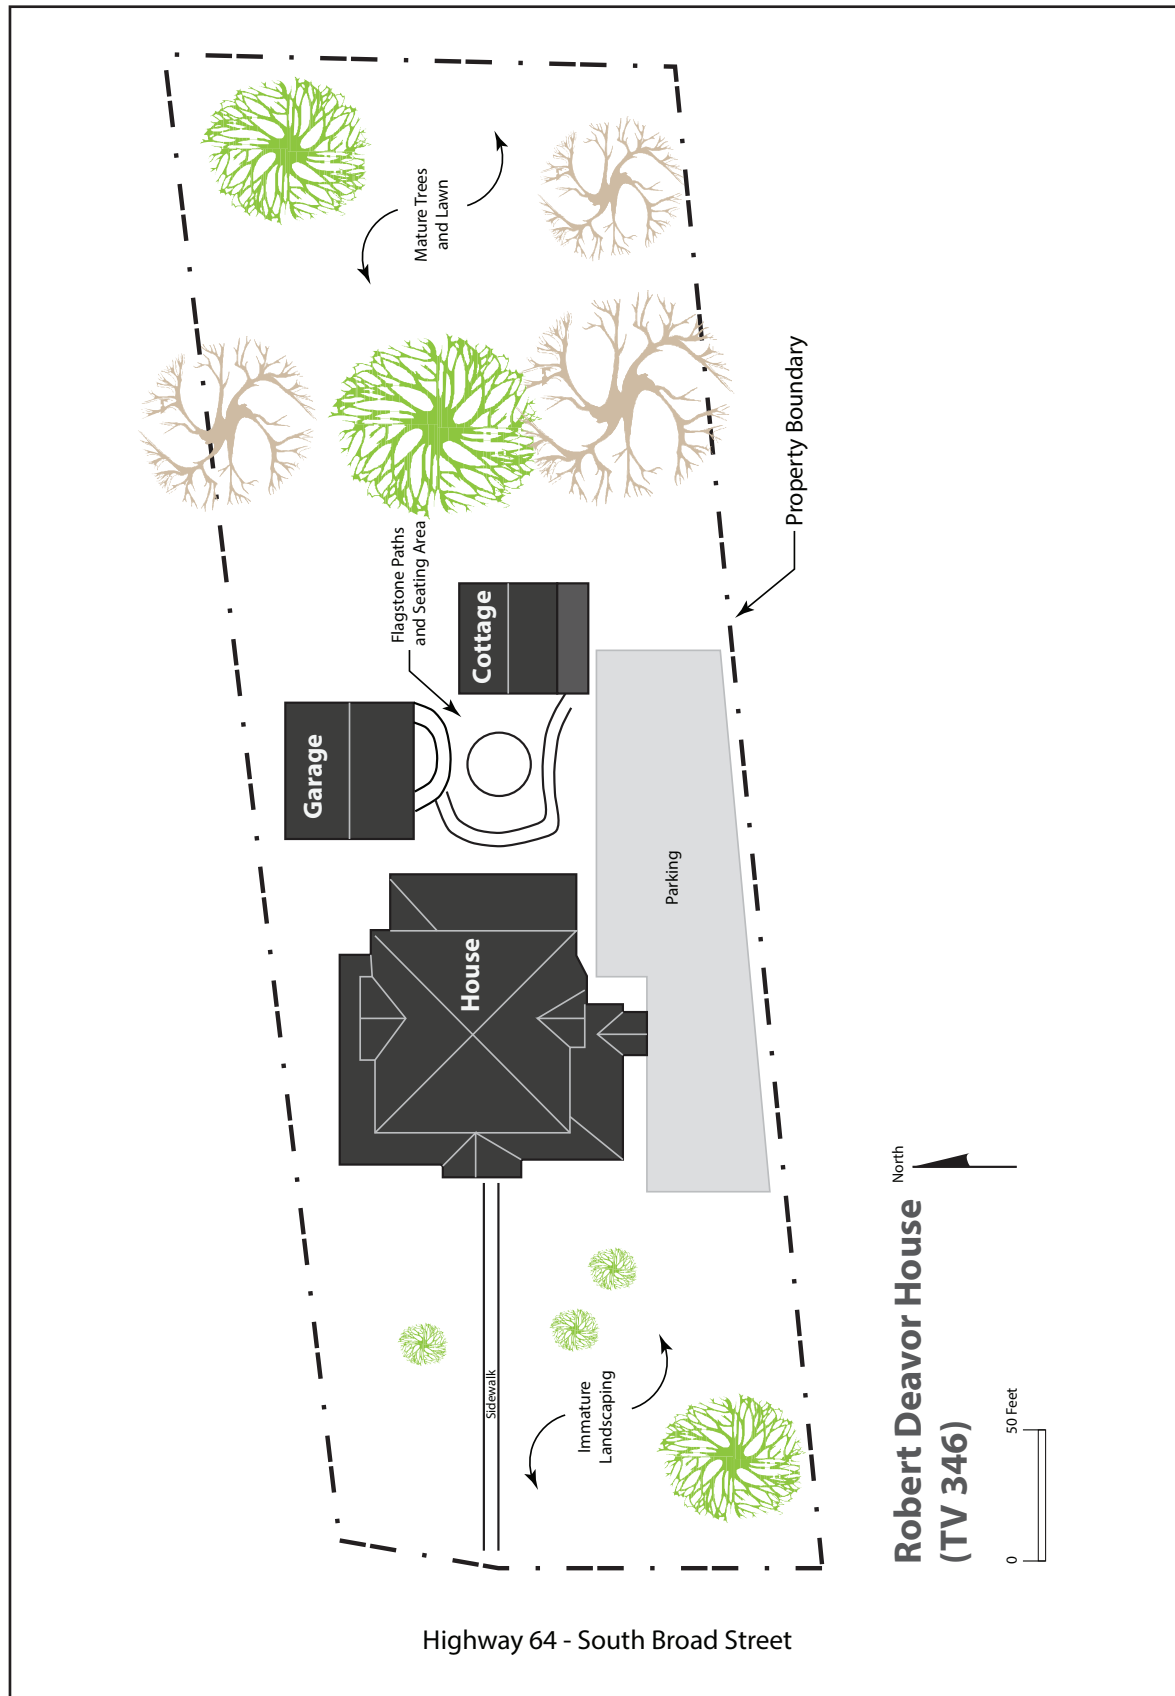 Mature Trees
and Lawn
Property Boundary
Flagstone Paths
and Seating Area
Cottage
Garage
Parking
House
North
Sidewalk
Immature
Landscaping
Robert Deavor House
(TV 346)
0
50 Feet
Highway 64 - South Broad Street